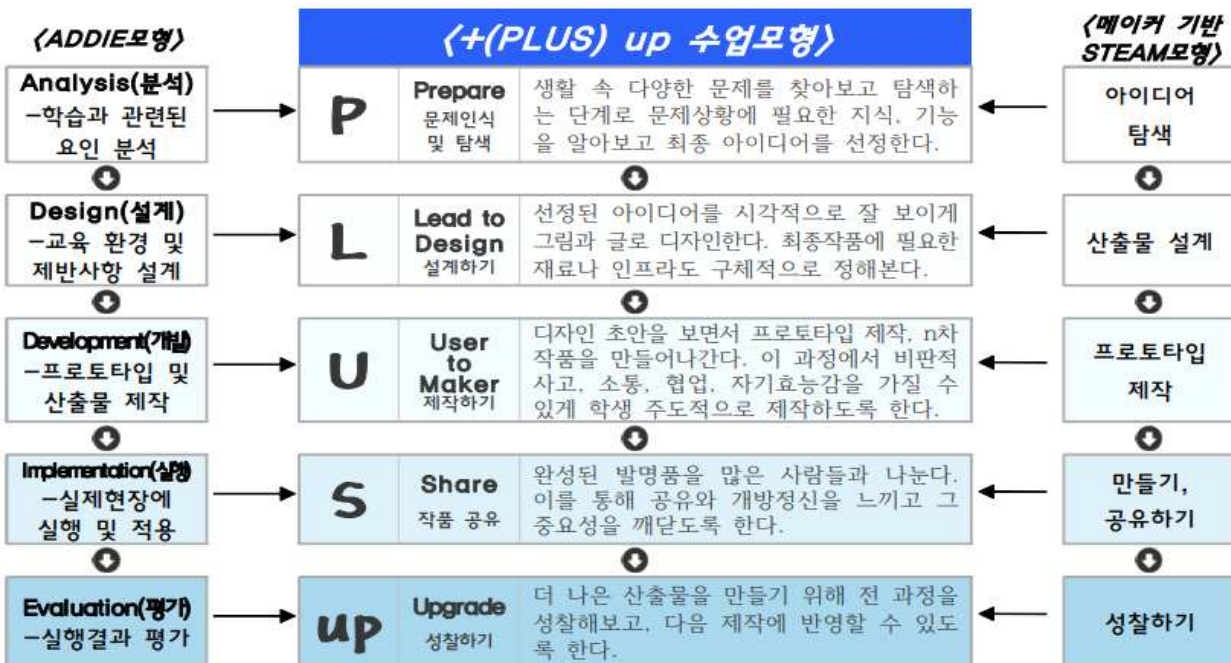 <ADDIE모형>
<+(PLUS) up 수업모형>
<메이커 기반
STEAM모형>
Analysis(분석)
-학습과 관련된
요인 분석
P
Prepare
문제인식
및 탐색
생활 속 다양한 문제를 찾아보고 탐색하
는 단계로 문제상황에 필요한 지식, 기능
을 알아보고 최종 아이디어를 선정한다.
아이디어
탐색
Design(설계)
-교육 환경 및
제반사항 설계
L
Lead to
Design
설계하기
선정된 아이디어를 시각적으로 잘 보이게
그림과 글로 디자인한다. 최종작품에 필요한
재료나 인프라도 구체적으로 정해본다.
산출물 설계
Development(개발)
-프로토타입 및
산출물 제작
U
User
to
Maker
제작하기
디자인 초안을 보면서 프로토타입 제작, n차
작품을 만들어나간다. 이 과정에서 비판적
사고, 소통, 협업, 자기효능감을 가질 수
있게 학생 주도적으로 제작하도록 한다.
프로토타입
제작
Implementation(실행)
-실제현장에
실행 및 적용
S
Share
작품 공유
완성된 발명품을 많은 사람들과 나눈다.
이를 통해 공유와 개방정신을 느끼고 그
중요성을 깨닫도록 한다.
만들기,
공유하기
Evaluation(평가)
-실행결과 평가
up
Upgrade
성찰하기
더 나은 산출물을 만들기 위해 전 과정을
성찰해보고, 다음 제작에 반영할 수 있도
록 한다.
성찰하기